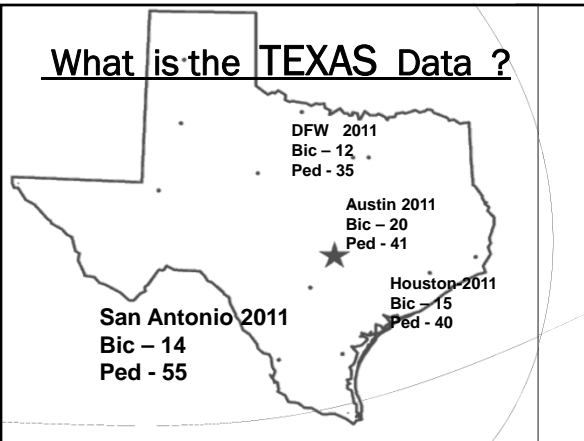 What is the TEXAS Data ?
DFW 2011
Bic – 12
Ped - 35
Austin 2011
Bic – 20
Ped - 41
Houston 2011
Bic – 15
Ped - 40
San Antonio 2011
Bic – 14
Ped - 55